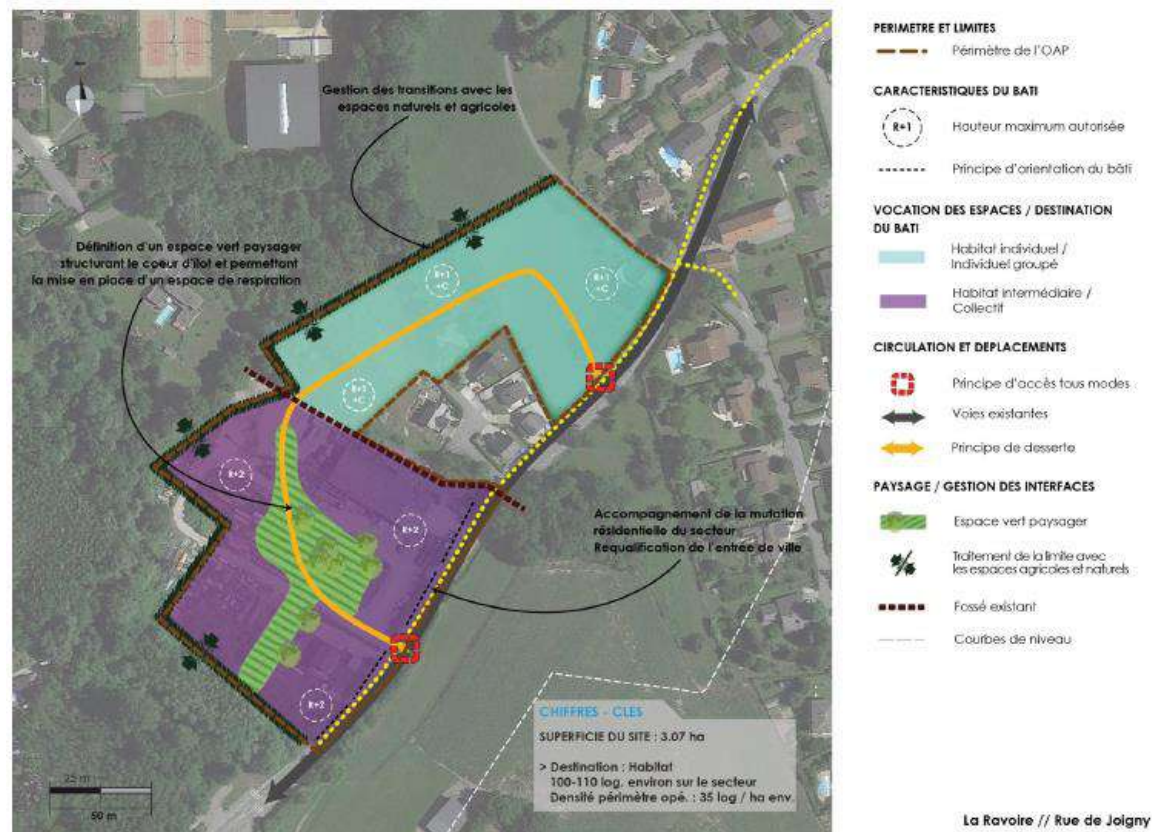 Gestion des transitions avec les
espaces naturels et agricoles
Définition d'un espace vert paysager
structurant le coeur d'îlot et permettant
la mise en place d'un espace de respiration
R+1
+C
R+1
+C
R+1
+C
R+2
R+2
R+2
Accompagnement de la mutation
résidentielle du secteur
Requalification de l'entrée de ville
CHIFFRES - CLES
SUPERFICIE DU SITE : 3.07 ha
> Destination : Habitat
100-110 log. environ sur le secteur
Densité périmètre opé. : 35 log / ha env.
25 m
50 m
PERIMETRE ET LIMITES
Périmètre de l'OAP
CARACTERISTIQUES DU BATI
R+1
Hauteur maximum autorisée
Principe d'orientation du bâti
VOCATION DES ESPACES / DESTINATION
DU BATI
Habitat individuel /
Individuel groupé
Habitat intermédiaire /
Collectif
CIRCULATION ET DEPLACEMENTS
Principe d'accès tous modes
Voies existantes
Principe de desserte
PAYSAGE / GESTION DES INTERFACES
Espace vert paysager
Traitement de la limite avec
les espaces agricoles et naturels
Fossé existant
Courbes de niveau
La Ravoire // Rue de Joigny